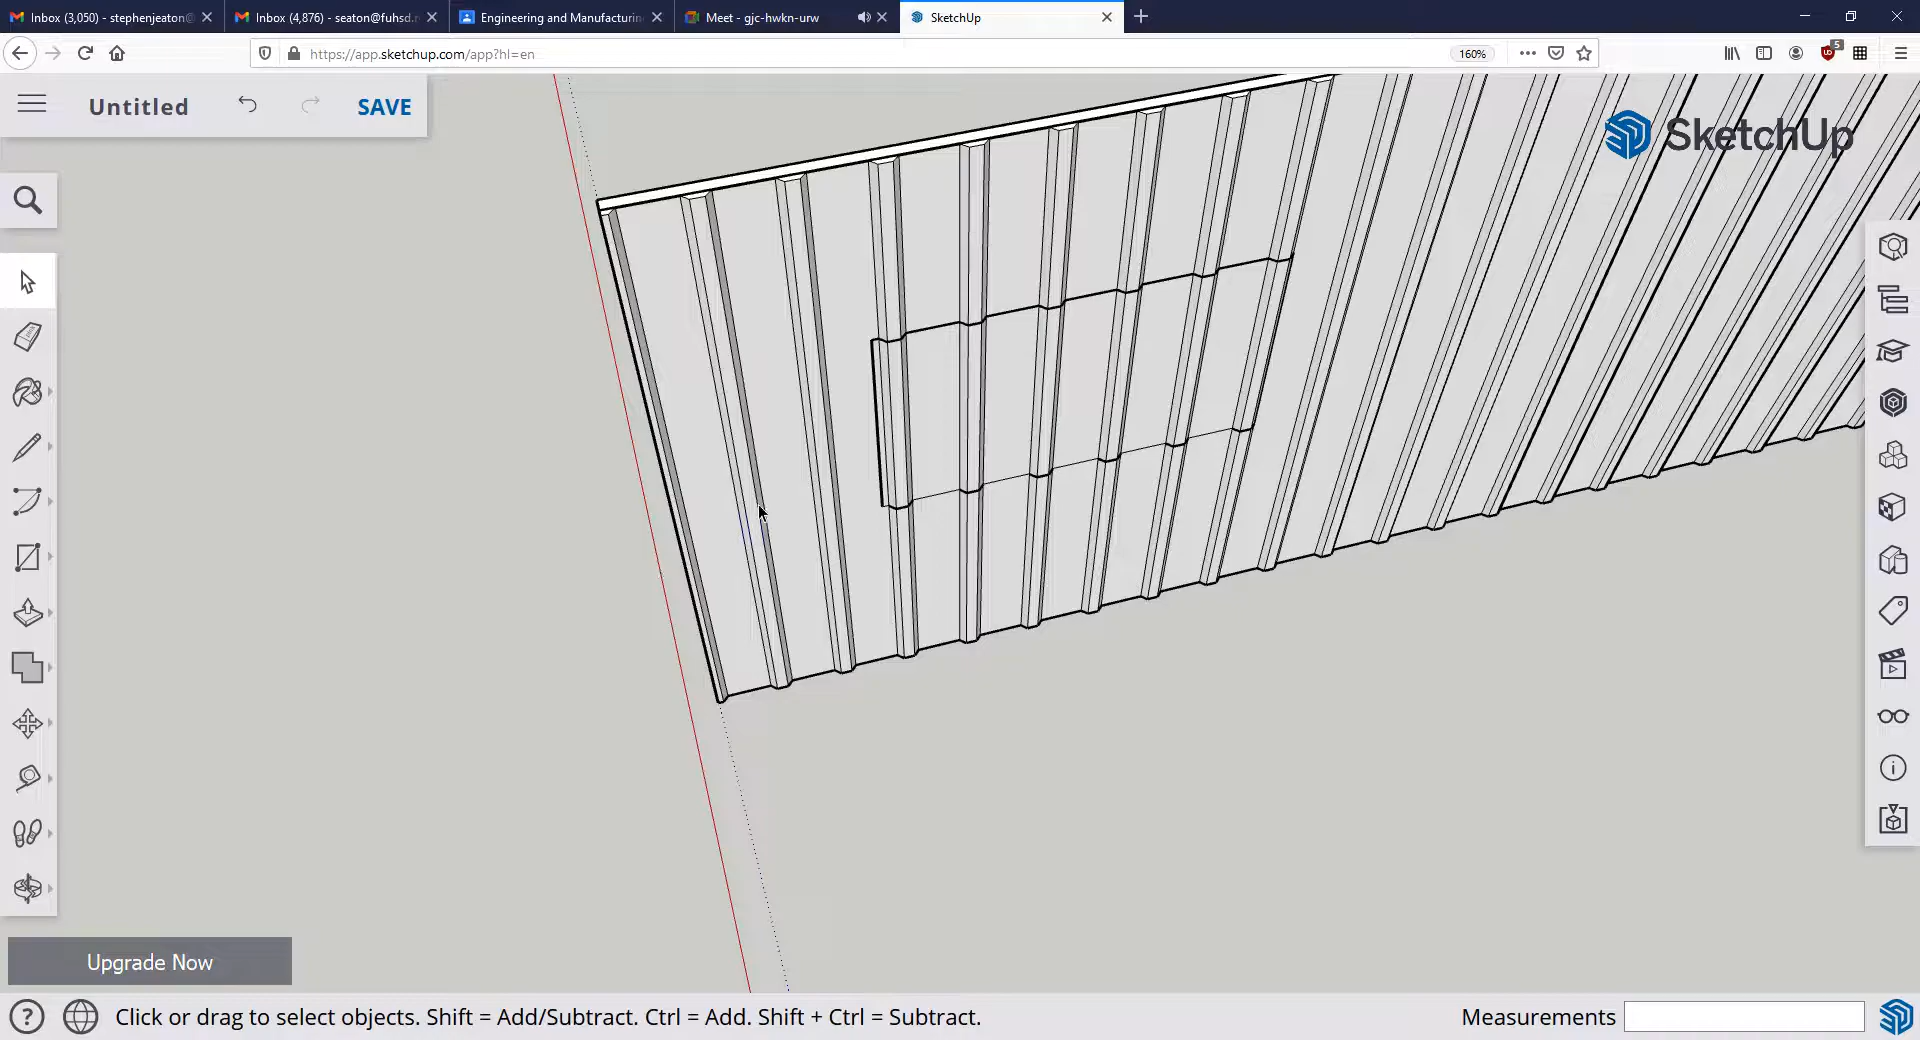 Inbox (3,050) - stephenjeaton@
Inbox (4,876) - seaton@fuhsd.
Engineering and Manufacturin
Meet - gjc-hwkn-urw
SketchUp
https://app.sketchup.com/app?hl=en
160%
5
Untitled
SAVE
SketchUp
Upgrade Now
Click or drag to select objects. Shift = Add/Subtract. Ctrl = Add. Shift + Ctrl = Subtract.
Measurements